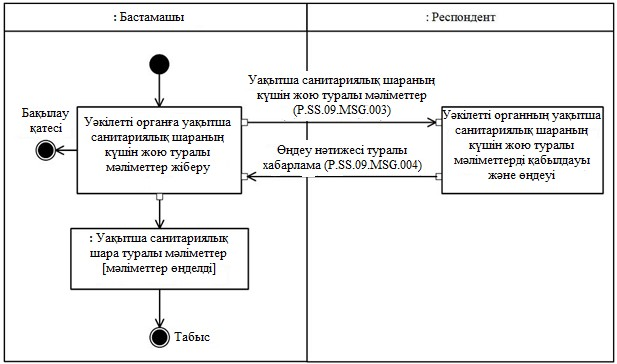 : Бастамашы
: Респондент
Уақытша санитариялық шараның
күшін жою туралы мәліметтер
(P.SS.09.MSG.003)
Бақылау
қатесі
Уәкілетті органға уақытша
санитариялық шараның
күшін жою туралы
мәліметтер жіберу
Уәкілетті органның уақытша
санитариялық шараның
күшін жою туралы
мәліметтерді қабылдауы
және өңдеуі
Өңдеу нәтижесі туралы
хабарлама (P.SS.09.MSG.004)
: Уақытша санитариялық
шара туралы мәліметтер
[мәліметтер өңделді]
Табыс